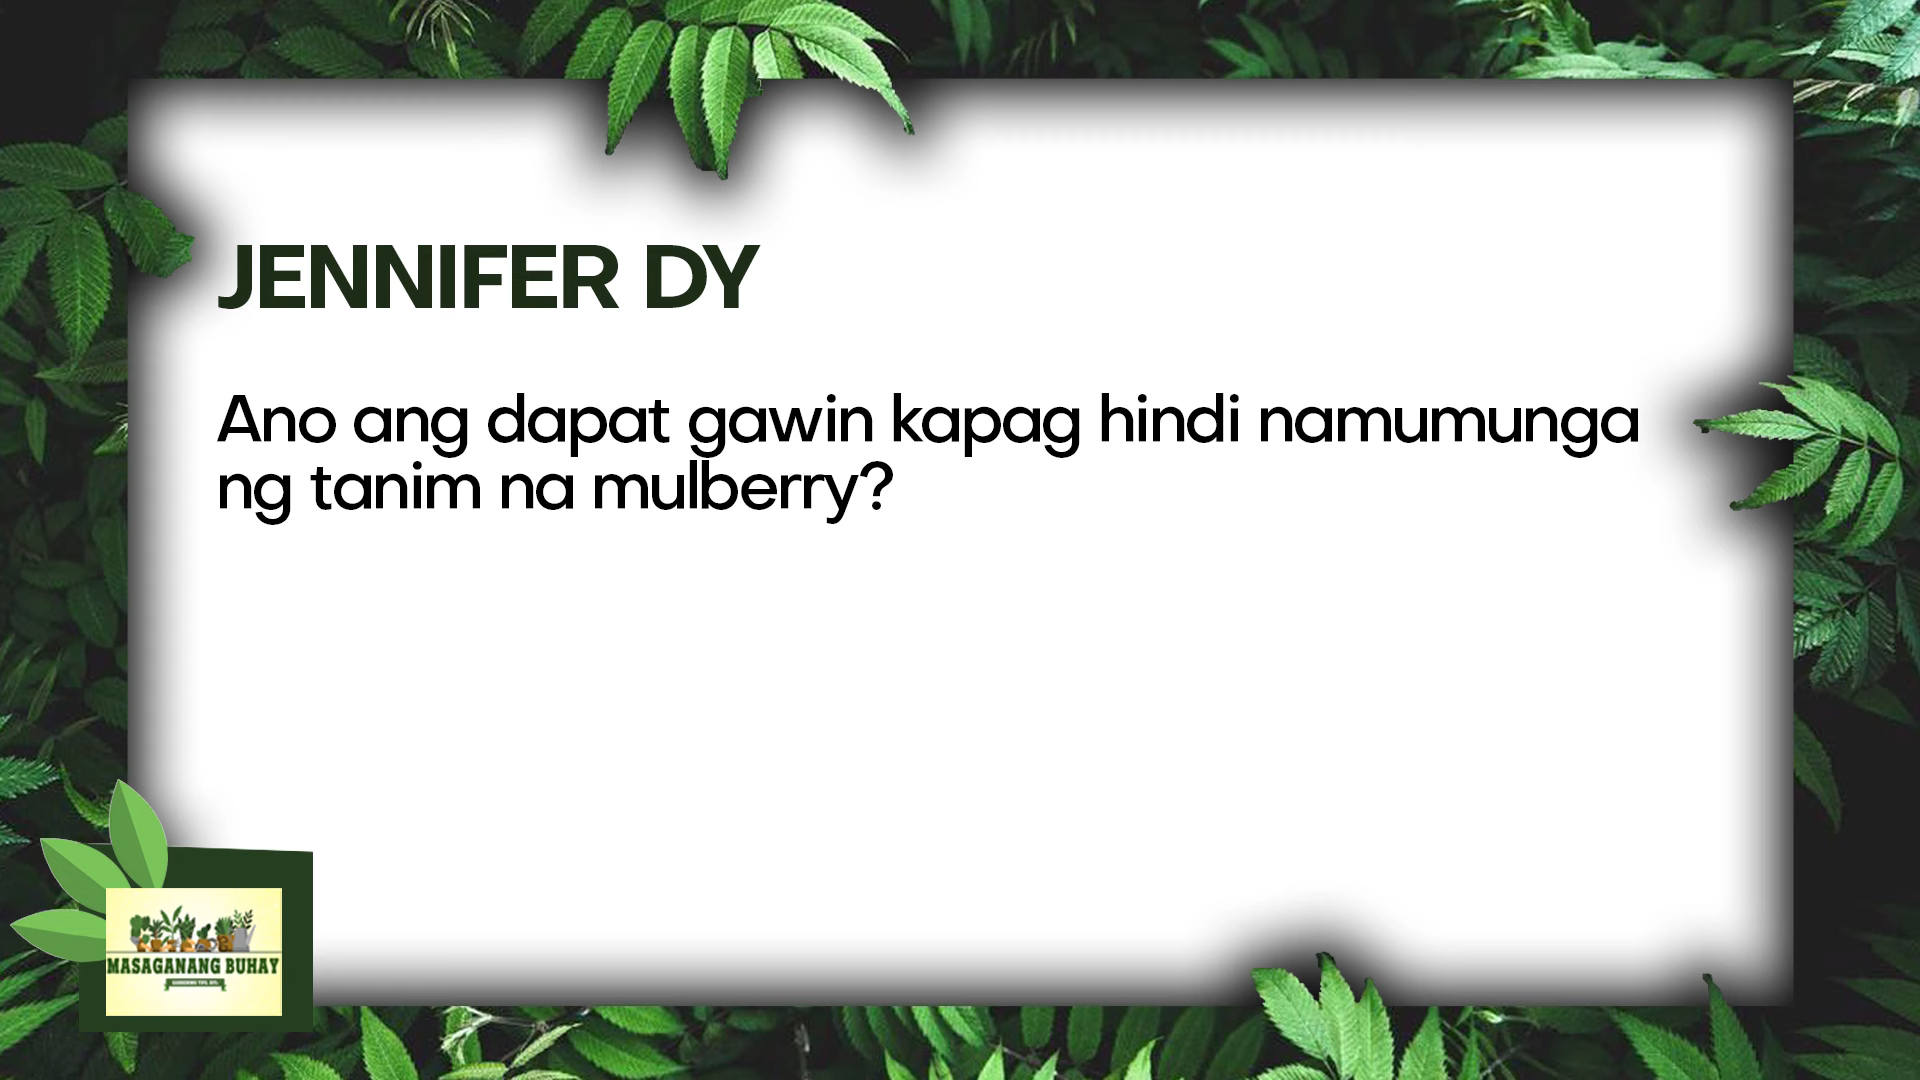 JENNIFER DY
Ano ang dapat gawin kapag hindi namumunga
ng tanim na mulberry?
MASAGANANG BUHAY